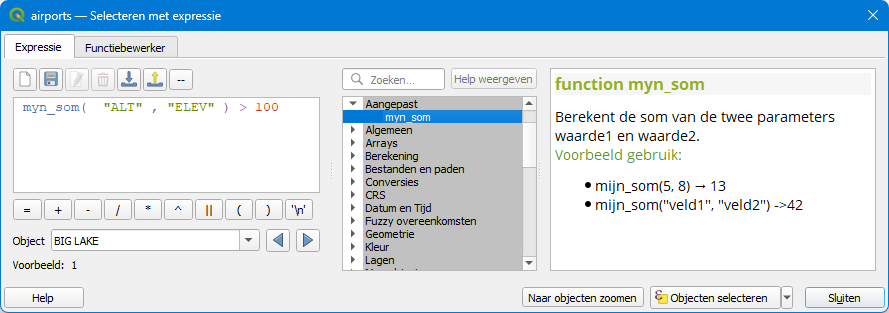 airports — Selecteren met expressie
Expressie
Functiebewerker
--
myn_som( "ALT" , "ELEV" ) > 100
= + - / * ^ || ( ) '\n'
Object BIG LAKE
Voorbeeld: 1
Zoeken...
Help weergeven
Aangepast
myn_som
Algemeen
Arrays
Berekening
Bestanden en paden
Conversies
CRS
Datum en Tijd
Fuzzy overeenkomsten
Geometrie
Kleur
Lagen
function myn_som
Berekent de som van de twee parameters
waarde1 en waarde2.
Voorbeeld gebruik:
• mijn_som(5, 8) → 13
• mijn_som("veld1", "veld2") ->42
Help
Naar objecten zoomen
Objecten selecteren
Sluiten